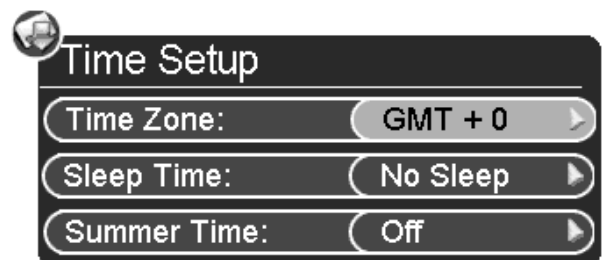 Time Setup
Time Zone: GMT + 0
Sleep Time: No Sleep
Summer Time: Off